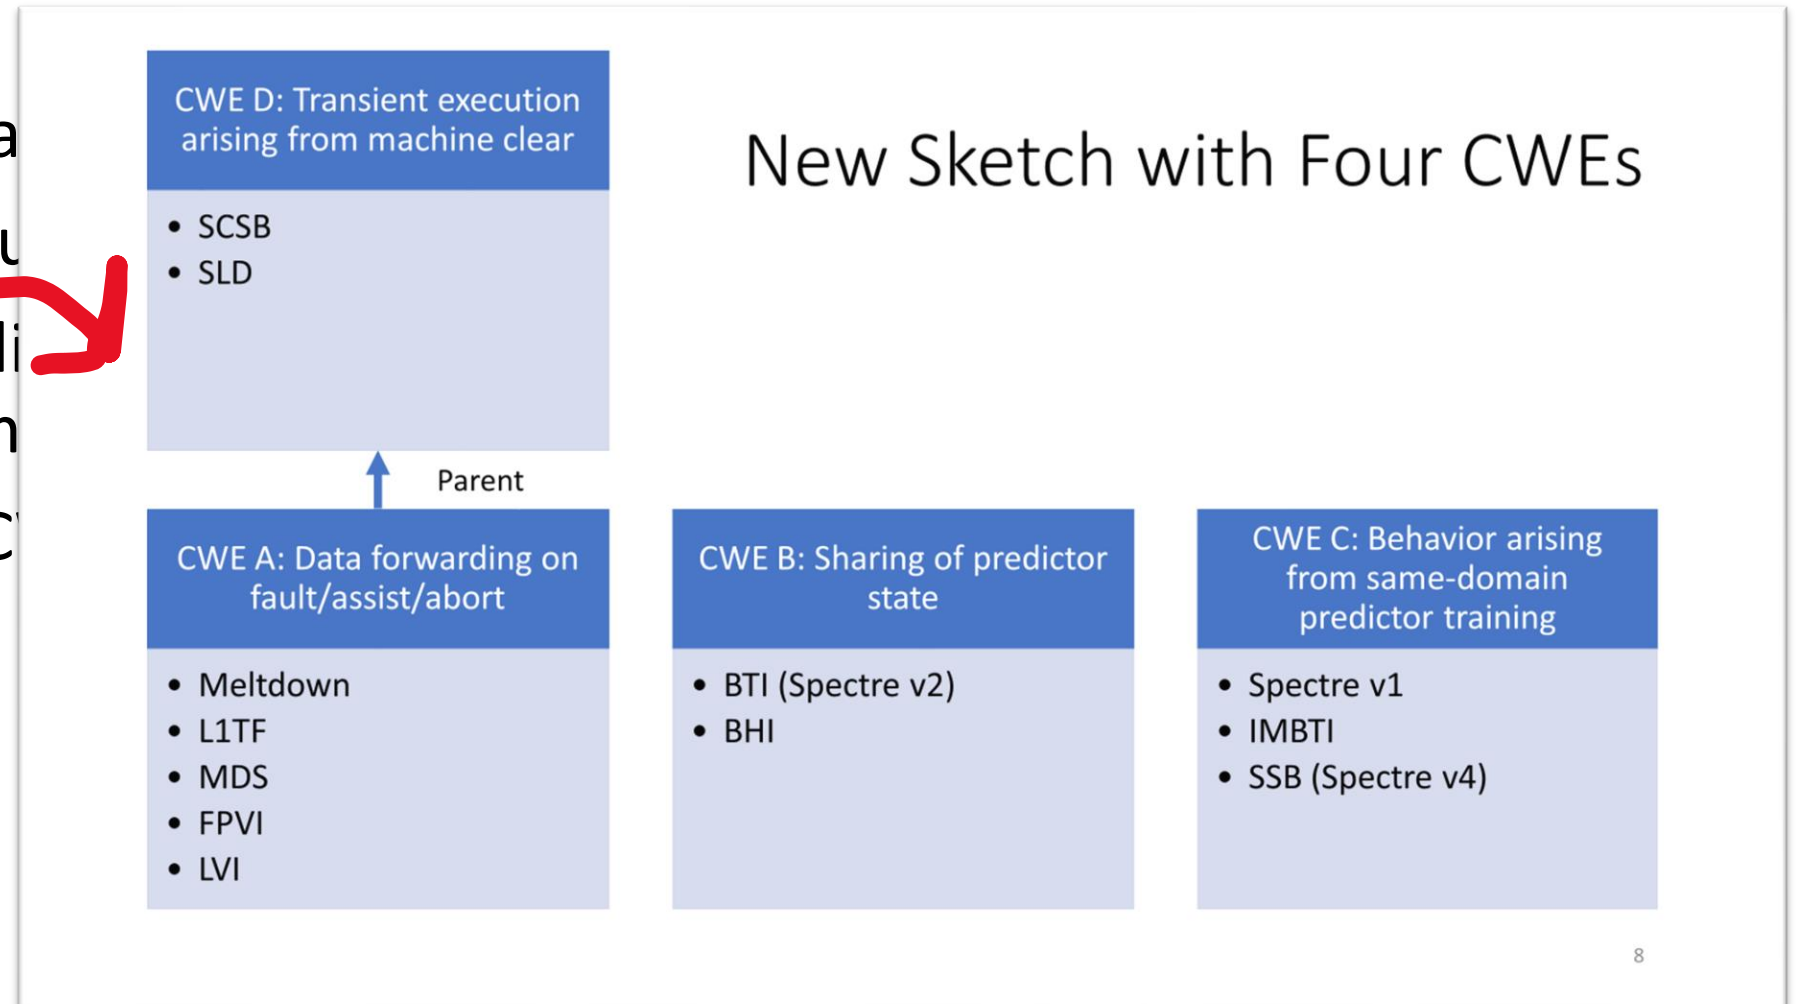 CWE D: Transient execution
arising from machine clear
• SCSB
• SLD
New Sketch with Four CWEs
Parent
CWE A: Data forwarding on
fault/assist/abort
• Meltdown
• L1TF
• MDS
• FPVI
• LVI
CWE B: Sharing of predictor
state
• BTI (Spectre v2)
• BHI
CWE C: Behavior arising
from same-domain
predictor training
• Spectre v1
• IMBTI
• SSB (Spectre v4)
8